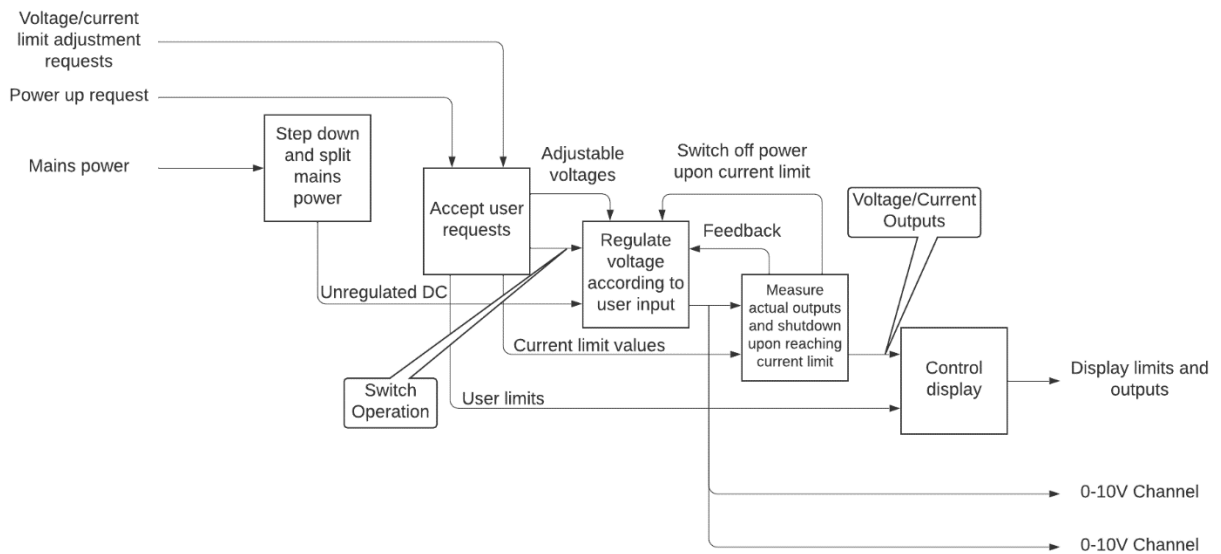 Voltage/current
limit adjustment
requests
Power up request
Mains power
Step down
and split
mains
power
Accept user
requests
Adjustable
voltages
Switch off power
upon current limit
Voltage/Current
Outputs
Feedback
Regulate
voltage
according to
user input
Measure
actual outputs
and shutdown
upon reaching
current limit
Unregulated DC
Current limit values
Switch
Operation
User limits
Control
display
Display limits and
outputs
0-10V Channel
0-10V Channel